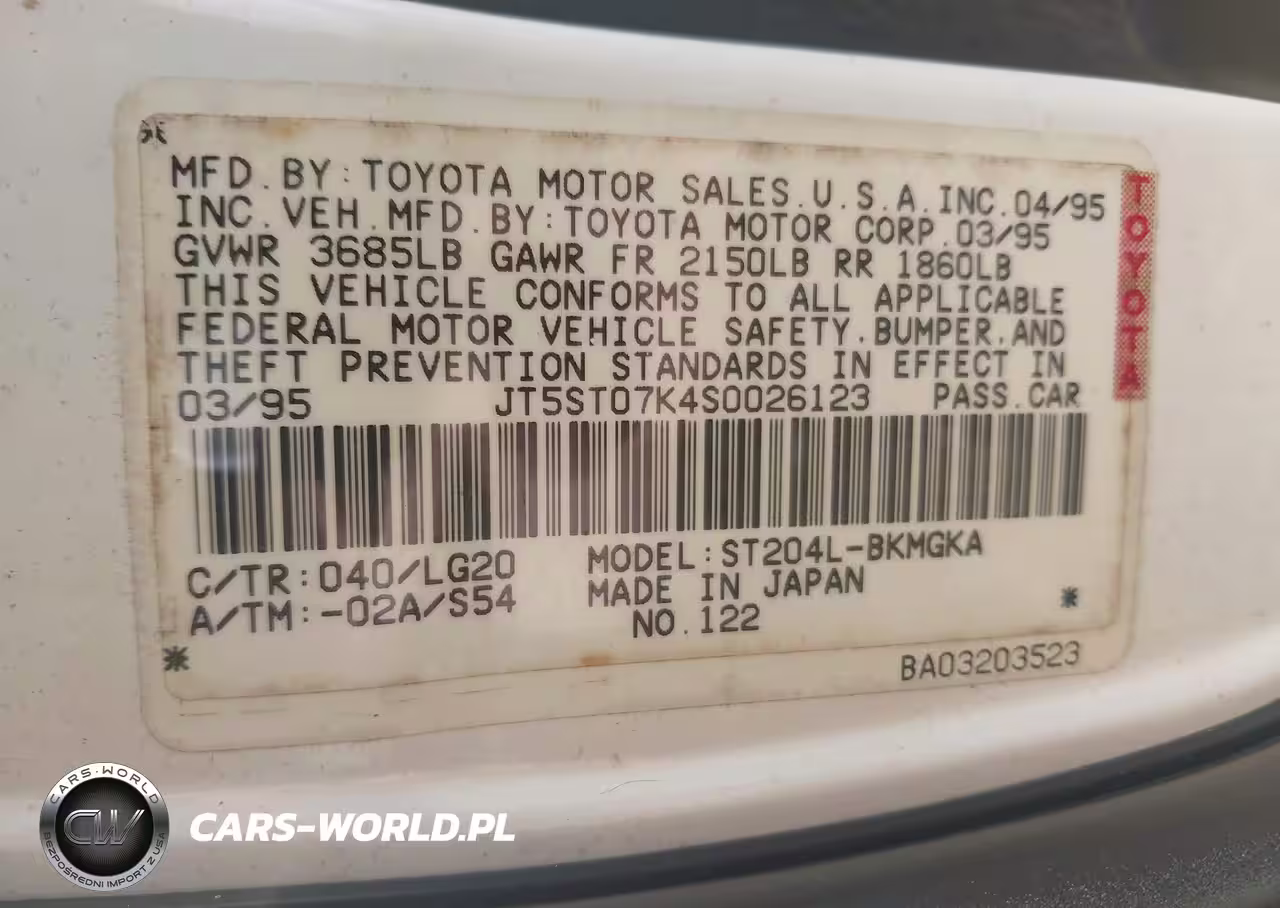 MFD.BY:TOYOTA MOTOR SALES.U.S.A.INC.04/95
INC.VEH.MFD.BY:TOYOTA MOTOR CORP.03/95
GVWR 3685LB GAWR FR 2150LB RR 1860LB
THIS VEHICLE CONFORMS TO ALL APPLICABLE
FEDERAL MOTOR VEHICLE SAFETY.BUMPER.AND
THEFT PREVENTION STANDARDS IN EFFECT IN
03/95 JT5ST07K4S0026123 PASS.CAR
TOYOTA
C/TR:040/LG20 MODEL:ST204L-BKMGKA
A/TM:-02A/S54 MADE IN JAPAN
NO.122
BA03203523
CARS-WORLD
CW
BEZPOŚREDNI IMPORT Z USA
CARS-WORLD.PL